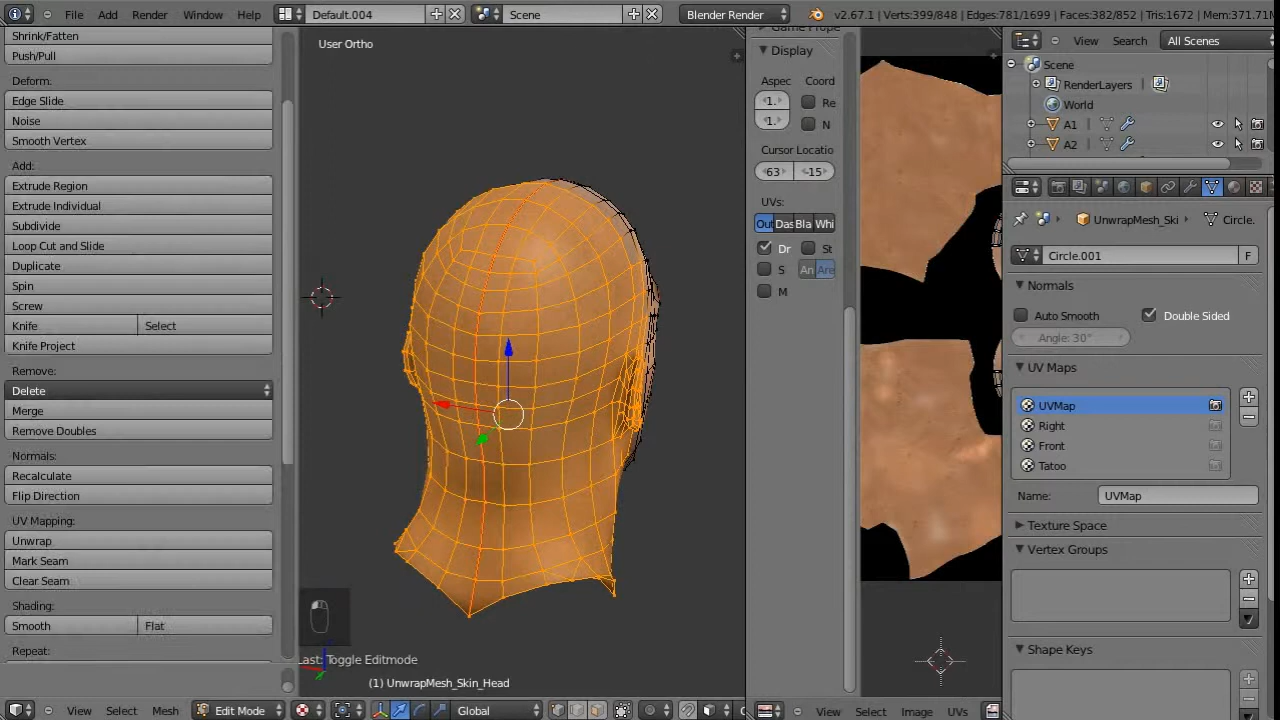 File Add Render Window Help Default.004 Scene Blender Render v2.67.1 | Verts:399/848 | Edges:781/1699 | Faces:382/852 | Tris:1672 | Mem:371.71M
Shrink/Fatten
Push/Pull
Deform:
Edge Slide
Noise
Smooth Vertex
Add:
Extrude Region
Extrude Individual
Subdivide
Loop Cut and Slide
Duplicate
Spin
Screw
Knife Select
Knife Project
Remove:
Delete
Merge
Remove Doubles
Normals:
Recalculate
Flip Direction
UV Mapping:
Unwrap
Mark Seam
Clear Seam
Shading:
Smooth Flat
Repeat:
User Ortho
ast: Toggle Editmode
(1) UnwrapMesh_Skin_Head
View Select Mesh Edit Mode Global
Game Prope
Display
Aspec Coord
1. Re
1. N
Cursor Locatio
63 -15
UVs:
Out Das Bla Whi
Dr St
S An Are
M
View Select Image UVs
View Search All Scenes
Scene
RenderLayers |
World
A1 |
A2 |
UnwrapMesh_Ski Circle.
Circle.001 F
Normals
Auto Smooth Double Sided
Angle: 30°
UV Maps
UVMap
Right
Front
Tatoo
Name: UVMap
Texture Space
Vertex Groups
Shape Keys